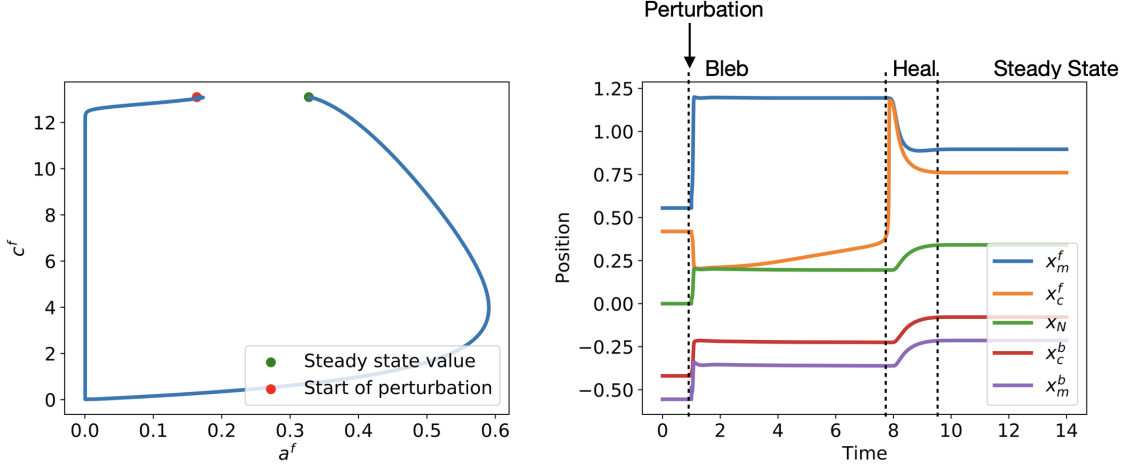 Perturbation
Bleb
Heal
Steady State
12
10
8
6
4
2
0
c^f
0.0 0.1 0.2 0.3 0.4 0.5 0.6
a^f
Steady state value
Start of perturbation
1.25
1.00
0.75
0.50
0.25
0.00
−0.25
−0.50
Position
0 2 4 6 8 10 12 14
Time
x_m^f
x_c^f
x_N
x_c^b
x_m^b